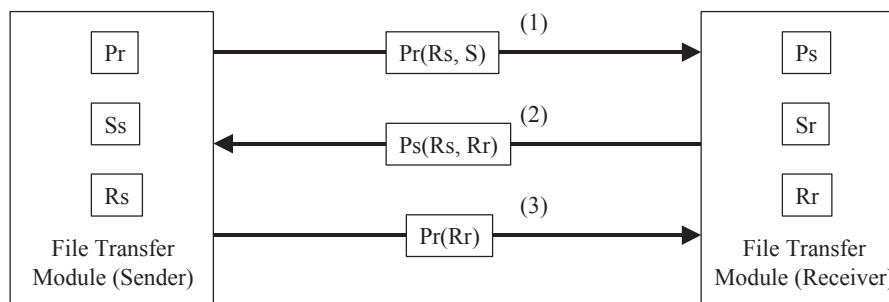 (1)
Pr
Pr(Rs, S)
Ps
(2)
Ss
Ps(Rs, Rr)
Sr
(3)
Rs
Pr(Rr)
Rr
File Transfer
Module (Sender)
File Transfer
Module (Receiver)